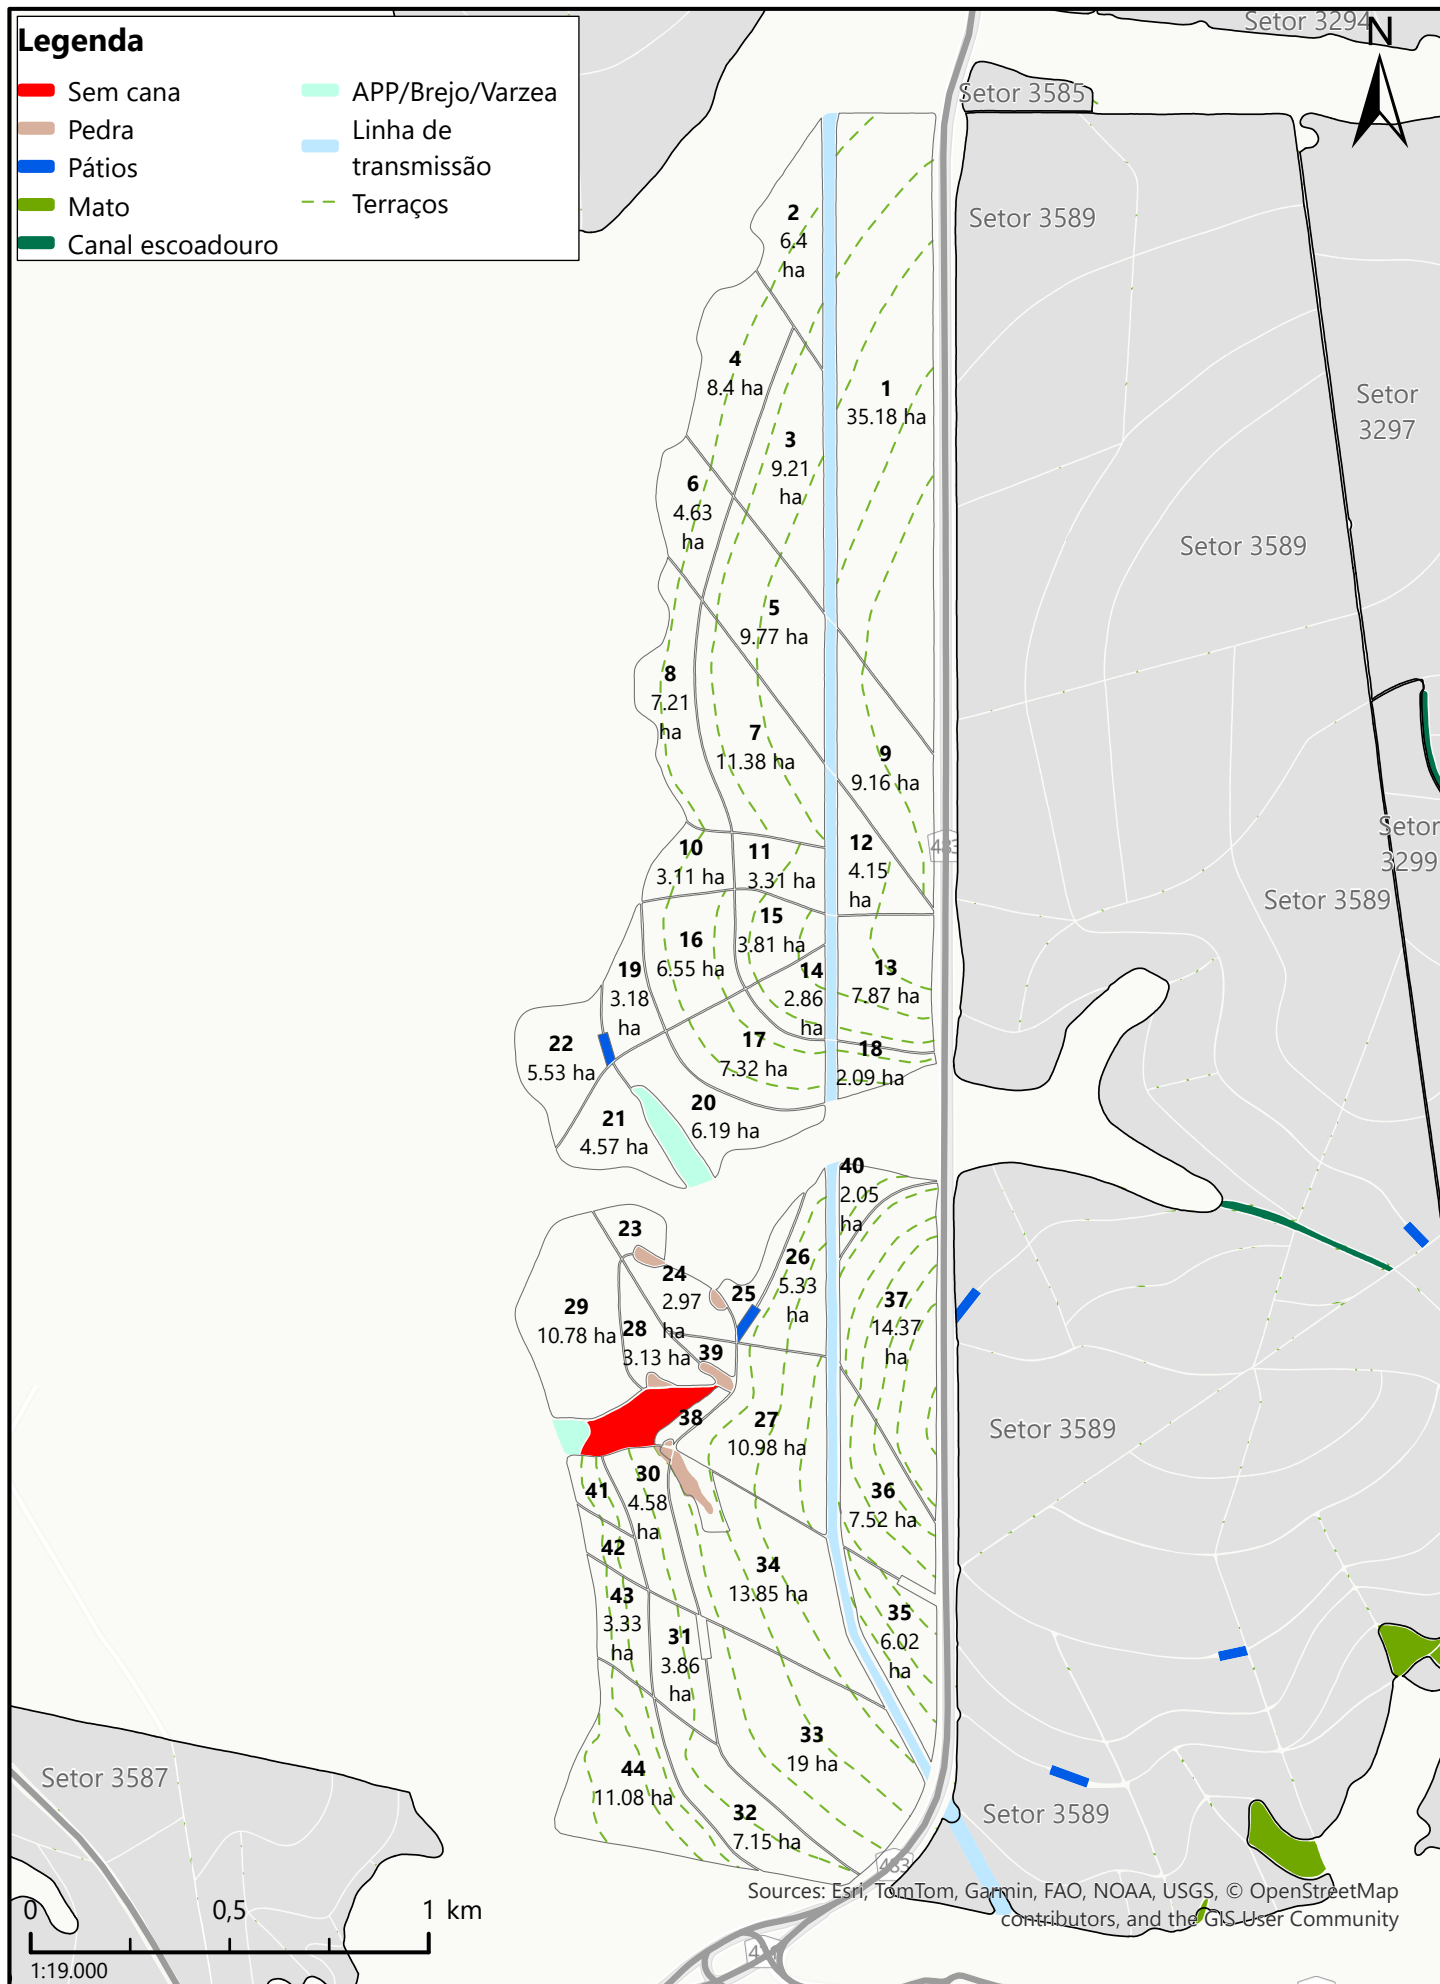 Legenda
Sem cana
Pedra
Pátios
Mato
Canal escoadouro
APP/Brejo/Varzea
Linha de
transmissão
Terraços
N
Setor 3294
Setor 3585
Setor 3589
Setor
3297
Setor 3589
Setor
3299
Setor 3589
Setor 3589
Setor 3589
Setor 3587
2
6.4
ha
4
8.4 ha
1
35.18 ha
3
9.21
ha
6
4.63
ha
5
9.77 ha
8
7.21
ha
7
11.38 ha
9
9.16 ha
10
3.11 ha
11
3.31 ha
12
4.15
ha
483
15
3.81 ha
16
6.55 ha
19
3.18
ha
14
2.86
ha
13
7.87 ha
22
5.53 ha
17
7.32 ha
18
2.09 ha
20
6.19 ha
21
4.57 ha
40
2.05
ha
23
24
2.97
ha
25
26
5.33
ha
29
10.78 ha
28
3.13 ha
37
14.37
ha
39
38
27
10.98 ha
30
4.58
ha
41
36
7.52 ha
42
34
13.85 ha
43
3.33
ha
35
6.02
ha
31
3.86
ha
33
19 ha
44
11.08 ha
32
7.15 ha
483
Sources: Esri, TomTom, Garmin, FAO, NOAA, USGS, © OpenStreetMap
contributors, and the GIS User Community
0 0,5 1 km
1:19.000